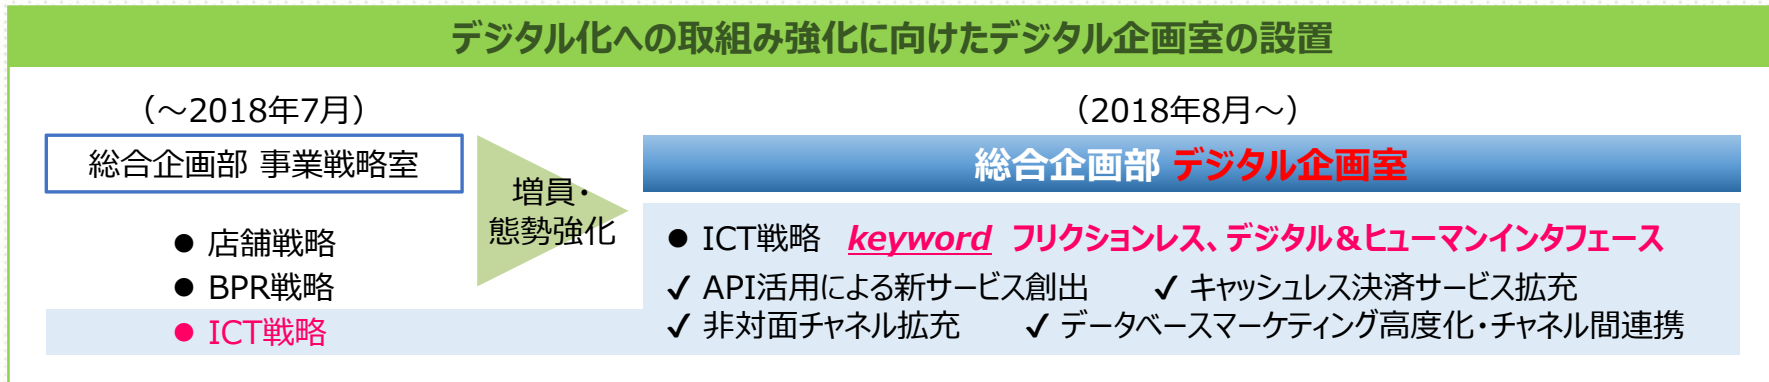 デジタル化への取組み強化に向けたデジタル企画室の設置
（～2018年7月）
総合企画部 事業戦略室
● 店舗戦略
● BPR戦略
● ICT戦略
増員・
態勢強化
（2018年8月～）
総合企画部 デジタル企画室
● ICT戦略 keyword フリクションレス、デジタル＆ヒューマンインタフェース
✓ API活用による新サービス創出 ✓ キャッシュレス決済サービス拡充
✓ 非対面チャネル拡充 ✓ データベースマーケティング高度化・チャネル間連携